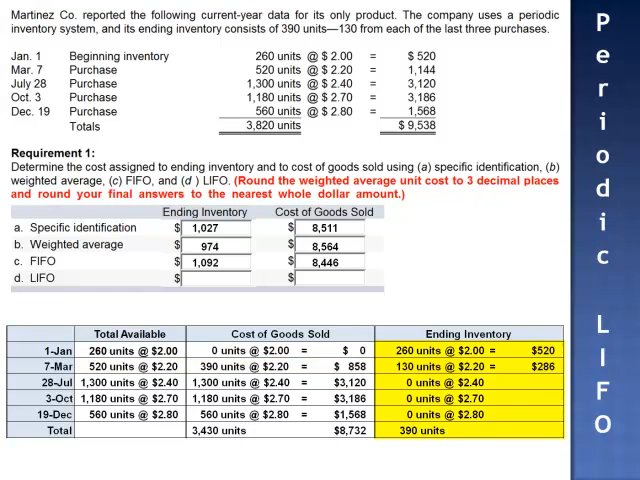 Martinez Co. reported the following current-year data for its only product. The company uses a periodic
inventory system, and its ending inventory consists of 390 units—130 from each of the last three purchases.
Jan. 1 Beginning inventory 260 units @ $2.00 = $ 520
Mar. 7 Purchase 520 units @ $2.20 = 1,144
July 28 Purchase 1,300 units @ $2.40 = 3,120
Oct. 3 Purchase 1,180 units @ $2.70 = 3,186
Dec. 19 Purchase 560 units @ $2.80 = 1,568
Totals 3,820 units $ 9,538
Requirement 1:
Determine the cost assigned to ending inventory and to cost of goods sold using (a) specific identification, (b)
weighted average, (c) FIFO, and (d ) LIFO. (Round the weighted average unit cost to 3 decimal places
and round your final answers to the nearest whole dollar amount.)
Ending Inventory Cost of Goods Sold
a. Specific identification $ 1,027 $ 8,511
b. Weighted average $ 974 $ 8,564
c. FIFO $ 1,092 $ 8,446
d. LIFO $ $
Total Available Cost of Goods Sold Ending Inventory
1-Jan 260 units @ $2.00 0 units @ $2.00 = $ 0 260 units @ $2.00 = $520
7-Mar 520 units @ $2.20 390 units @ $2.20 = $ 858 130 units @ $2.20 = $286
28-Jul 1,300 units @ $2.40 1,300 units @ $2.40 = $3,120 0 units @ $2.40
3-Oct 1,180 units @ $2.70 1,180 units @ $2.70 = $3,186 0 units @ $2.70
19-Dec 560 units @ $2.80 560 units @ $2.80 = $1,568 0 units @ $2.80
Total 3,430 units $8,732 390 units
Periodic
LIFO